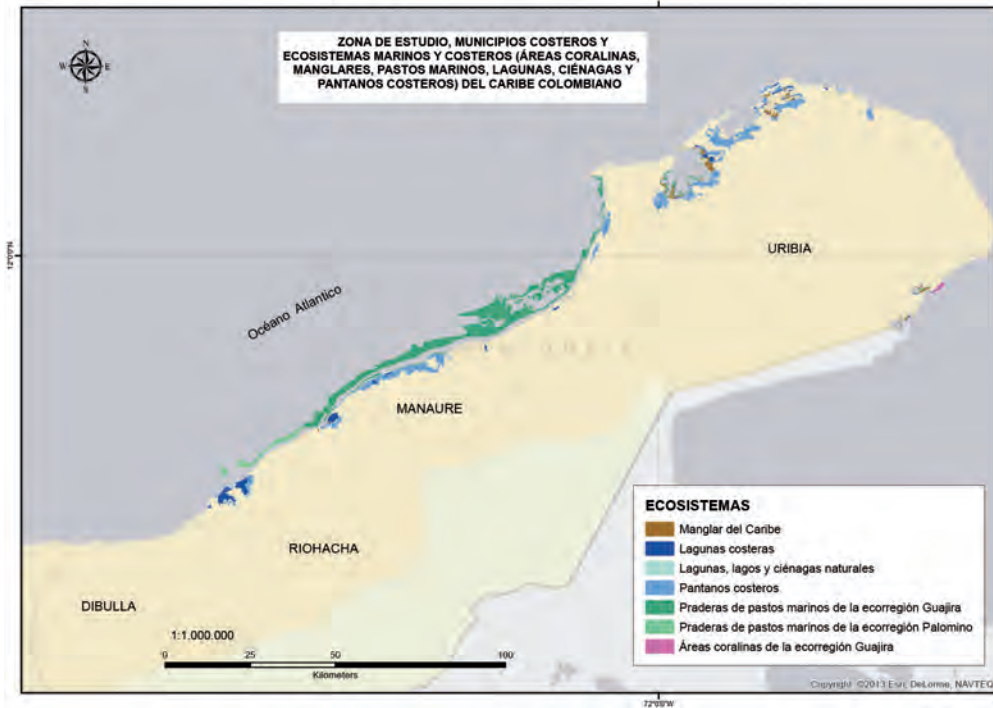 ZONA DE ESTUDIO, MUNICIPIOS COSTEROS Y
ECOSISTEMAS MARINOS Y COSTEROS (ÁREAS CORALINAS,
MANGLARES, PASTOS MARINOS, LAGUNAS, CIÉNAGAS Y
PANTANOS COSTEROS) DEL CARIBE COLOMBIANO
N
W E
S
12°0'0"N
URIBIA
Océano Atlantico
MANAURE
RIOHACHA
DIBULLA
ECOSISTEMAS
Manglar del Caribe
Lagunas costeras
Lagunas, lagos y ciénagas naturales
Pantanos costeros
Praderas de pastos marinos de la ecorregión Guajira
Praderas de pastos marinos de la ecorregión Palomino
Áreas coralinas de la ecorregión Guajira
1:1.000.000
0 25 50 100
Kilometers
Copyright: ©2013 Esri, DeLorme, NAVTEQ
72°0'0"W